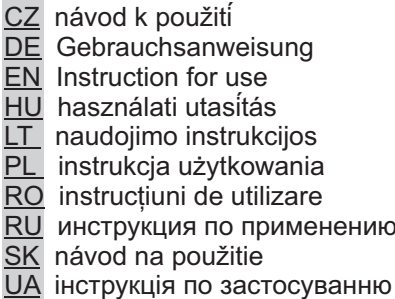 CZ návod k použití
DE Gebrauchsanweisung
EN Instruction for use
HU használati utasítás
LT naudojimo instrukcijos
PL instrukcja użytkowania
RO instrucțiuni de utilizare
RU инструкция по применению
SK návod na použitie
UA інструкція по застосуванню